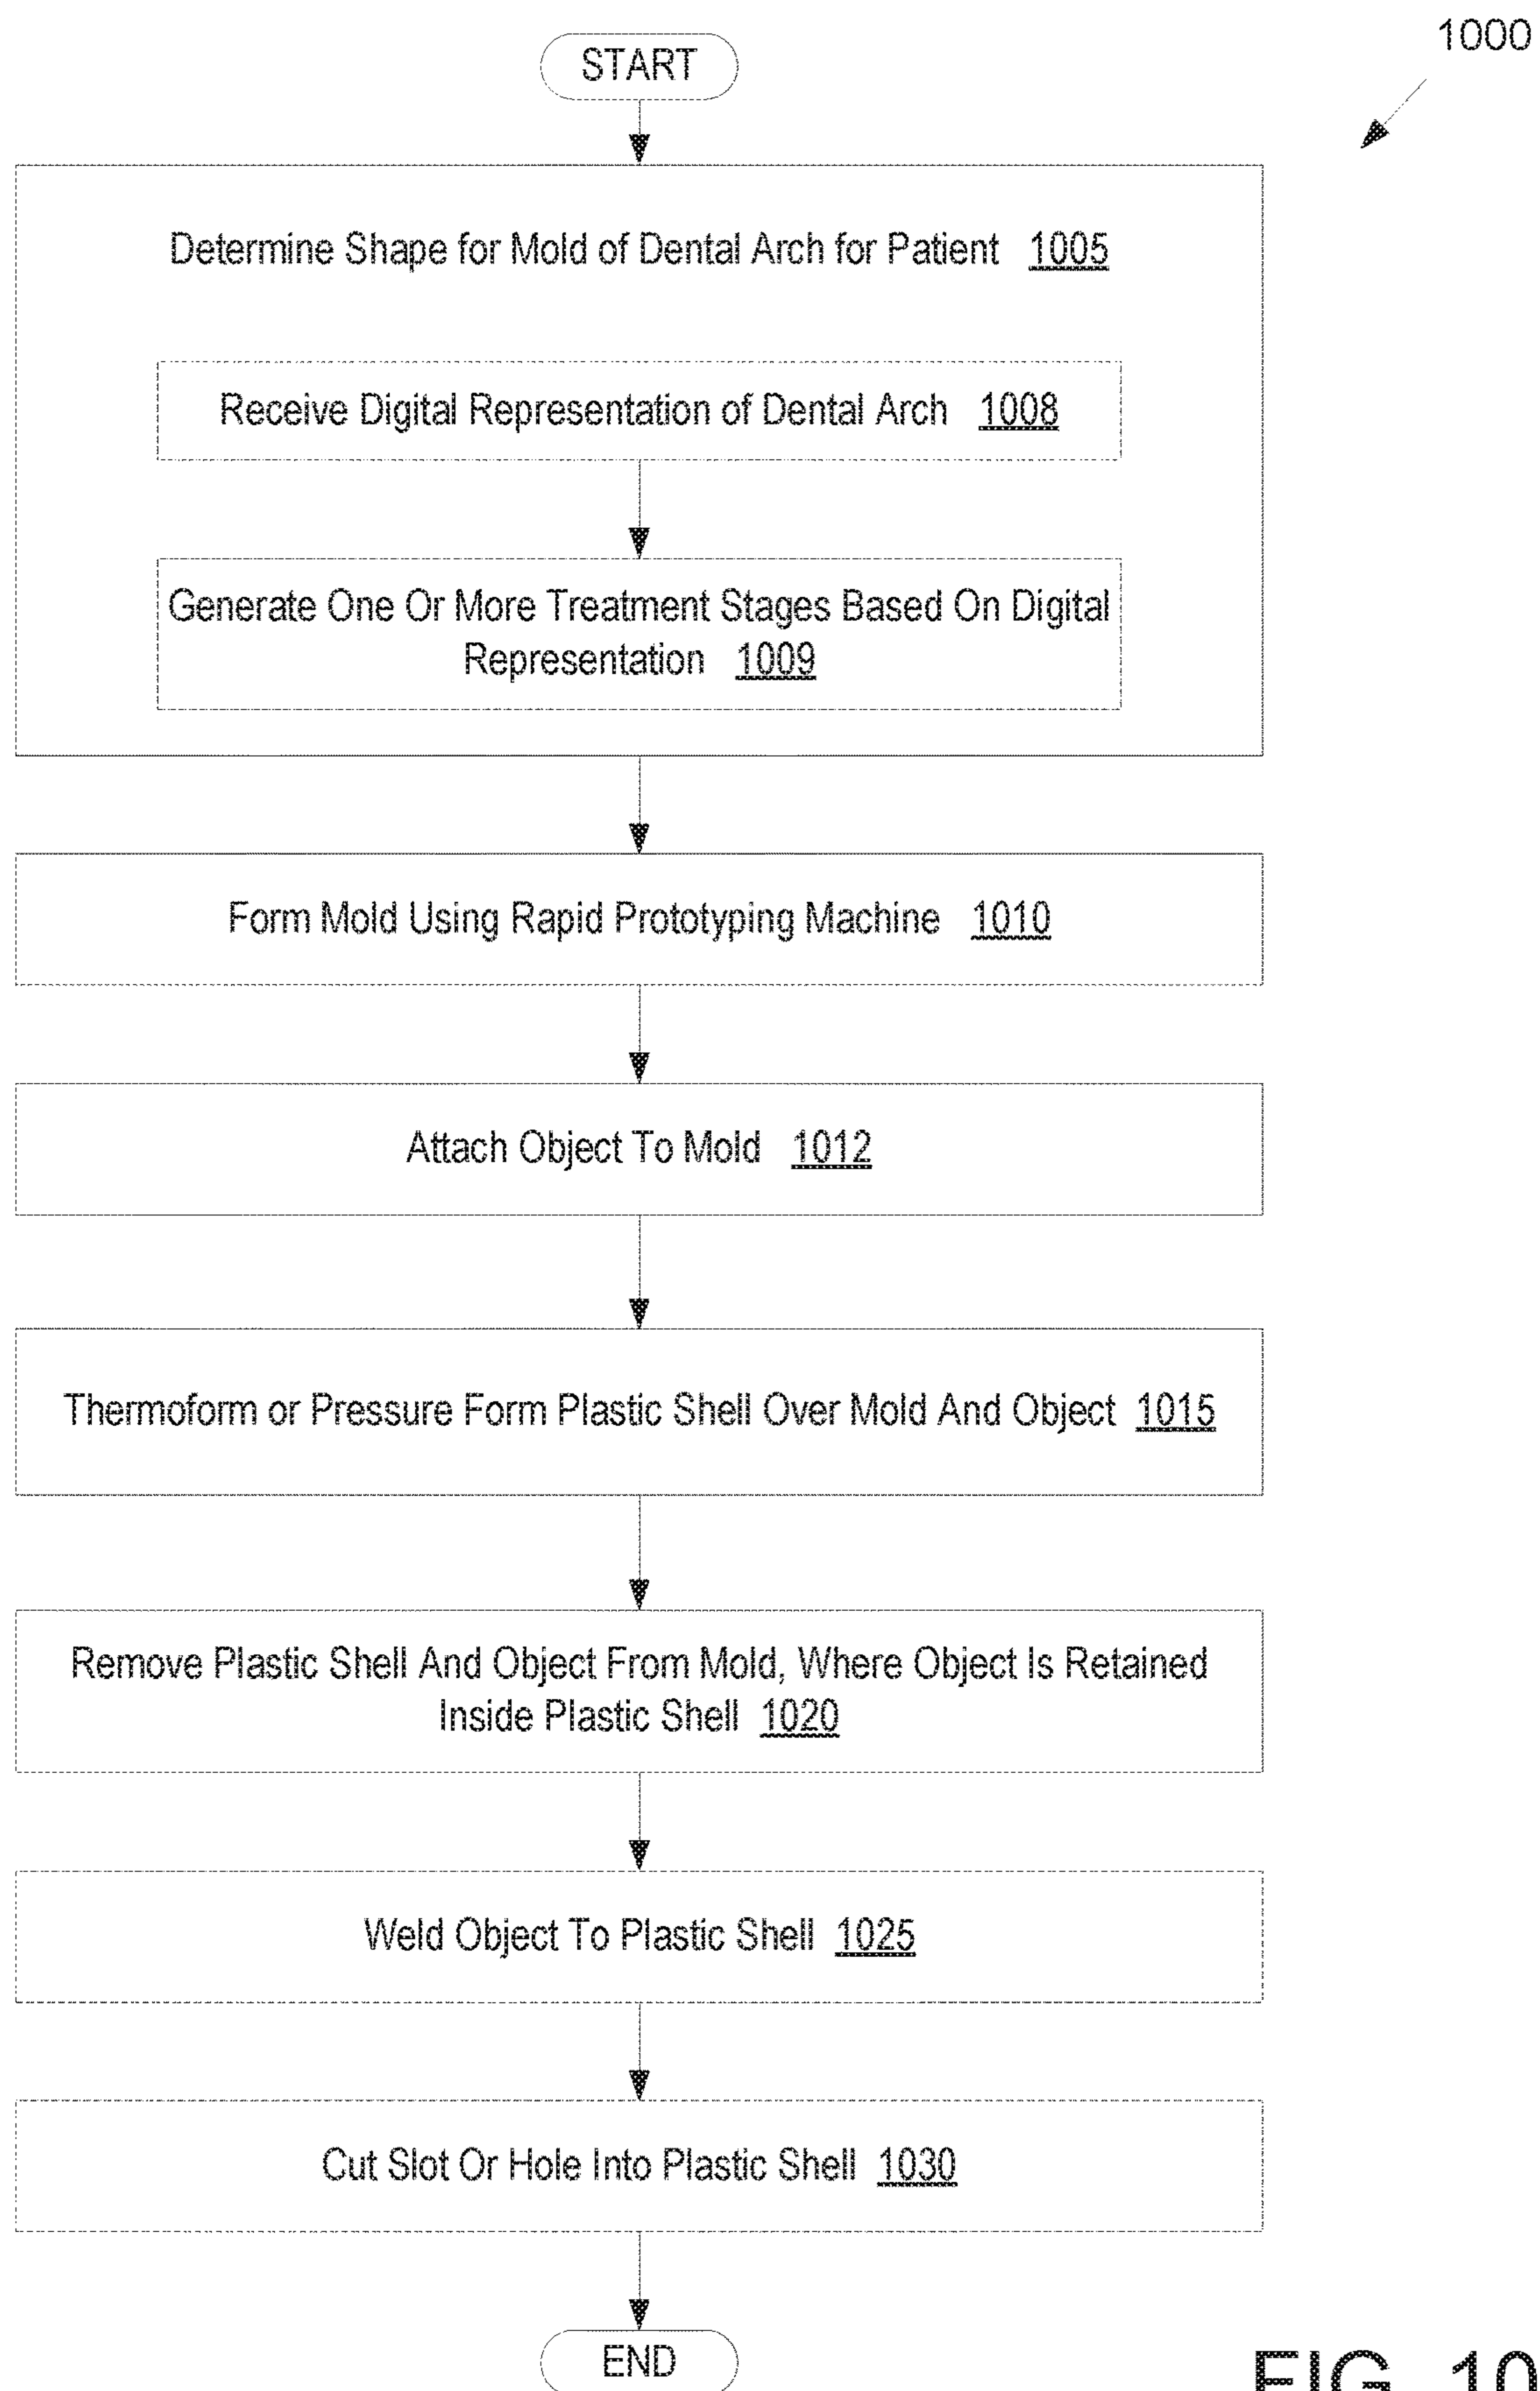 1000
START
Determine Shape for Mold of Dental Arch for Patient 1005
Receive Digital Representation of Dental Arch 1008
Generate One Or More Treatment Stages Based On Digital
Representation 1009
Form Mold Using Rapid Prototyping Machine 1010
Attach Object To Mold 1012
Thermoform or Pressure Form Plastic Shell Over Mold And Object 1015
Remove Plastic Shell And Object From Mold, Where Object Is Retained
Inside Plastic Shell 1020
Weld Object To Plastic Shell 1025
Cut Slot Or Hole Into Plastic Shell 1030
END
FIG. 10